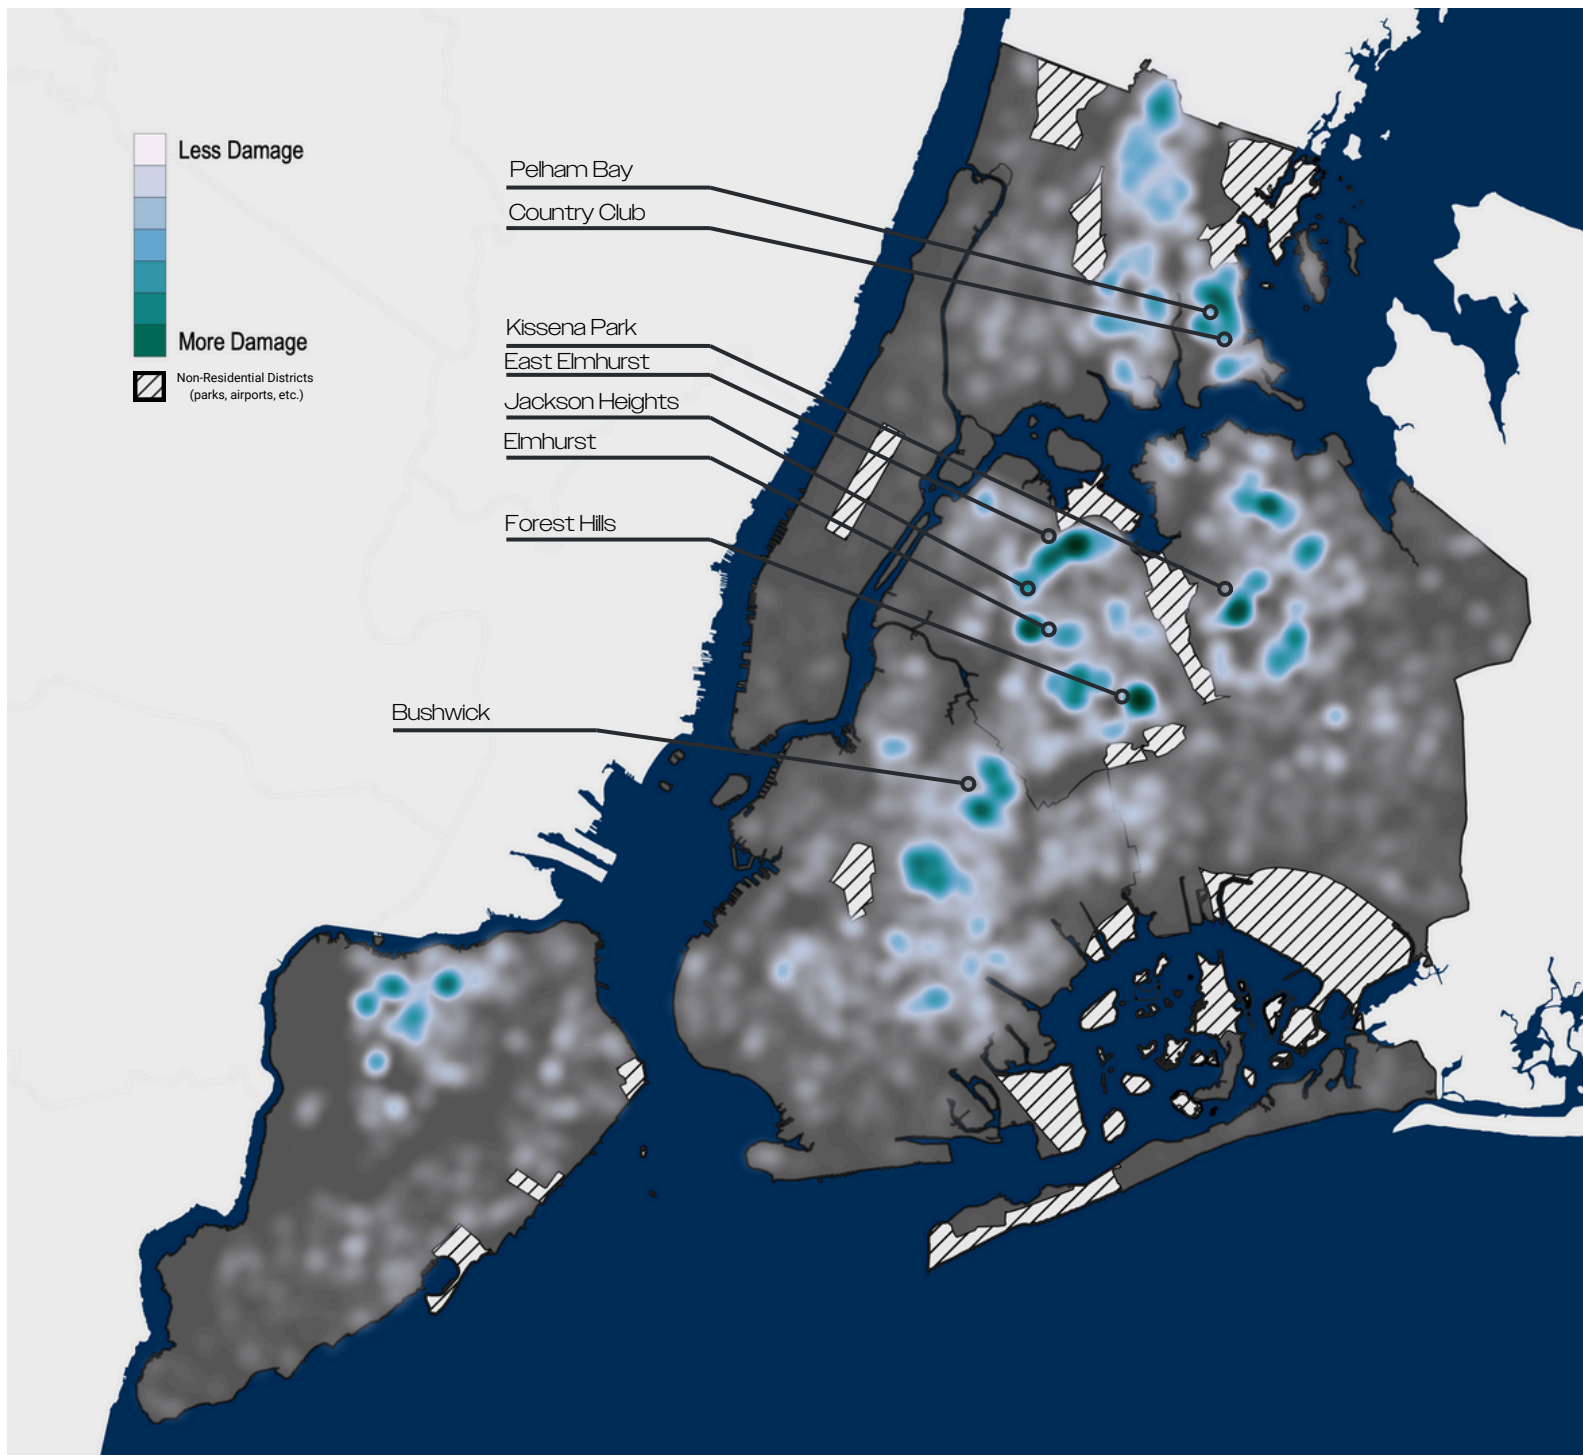 Less Damage
More Damage
Non-Residential Districts
(parks, airports, etc.)
Pelham Bay
Country Club
Kissena Park
East Elmhurst
Jackson Heights
Elmhurst
Forest Hills
Bushwick